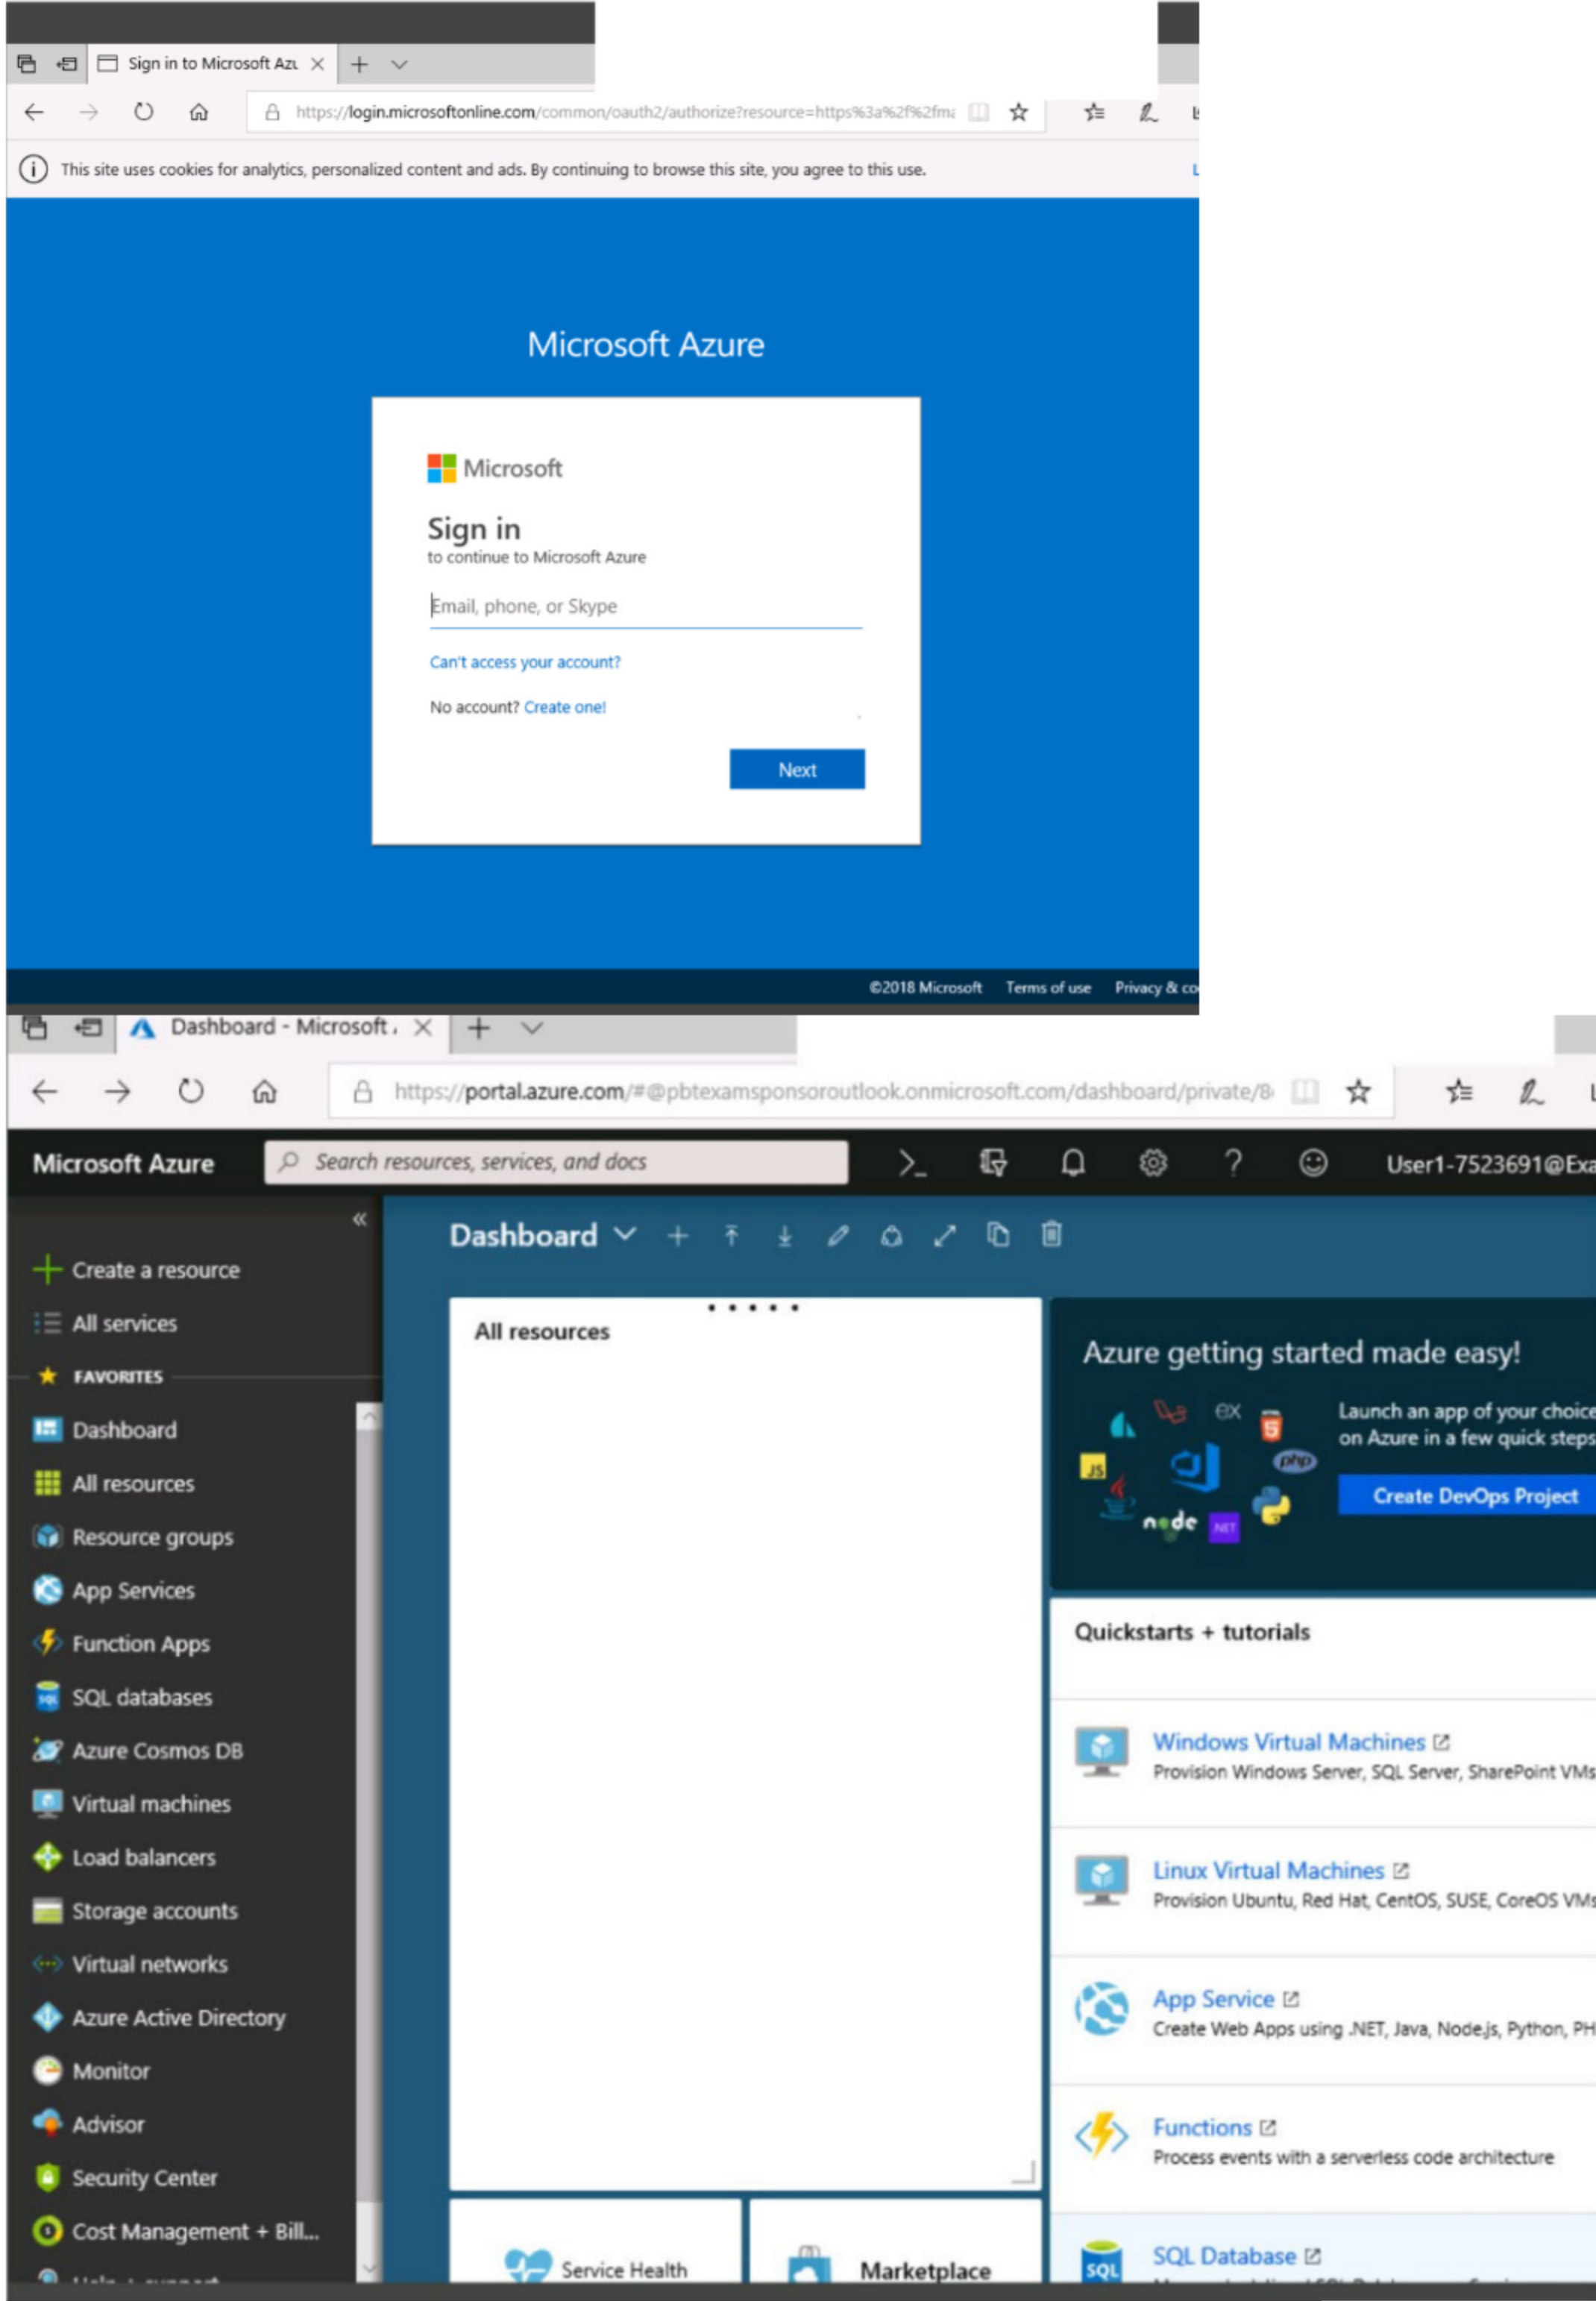 Sign in to Microsoft Azu
https://login.microsoftonline.com/common/oauth2/authorize?resource=https%3a%2f%2fma
This site uses cookies for analytics, personalized content and ads. By continuing to browse this site, you agree to this use.
Microsoft Azure
Microsoft
Sign in
to continue to Microsoft Azure
Email, phone, or Skype
Can't access your account?
No account? Create one!
Next
©2018 Microsoft Terms of use Privacy & co
Dashboard - Microsoft
https://portal.azure.com/#@pbtexamsponsoroutlook.onmicrosoft.com/dashboard/private/8
Microsoft Azure
Search resources, services, and docs
User1-7523691@Exa
Create a resource
All services
FAVORITES
Dashboard
All resources
Resource groups
App Services
Function Apps
SQL databases
Azure Cosmos DB
Virtual machines
Load balancers
Storage accounts
Virtual networks
Azure Active Directory
Monitor
Advisor
Security Center
Cost Management + Bill...
Dashboard
All resources
Service Health
Marketplace
Azure getting started made easy!
Launch an app of your choice
on Azure in a few quick steps
Create DevOps Project
JS
ex
5
php
node
.NET
Quickstarts + tutorials
Windows Virtual Machines
Provision Windows Server, SQL Server, SharePoint VMs
Linux Virtual Machines
Provision Ubuntu, Red Hat, CentOS, SUSE, CoreOS VMs
App Service
Create Web Apps using .NET, Java, Node.js, Python, PH
Functions
Process events with a serverless code architecture
SQL
SQL Database